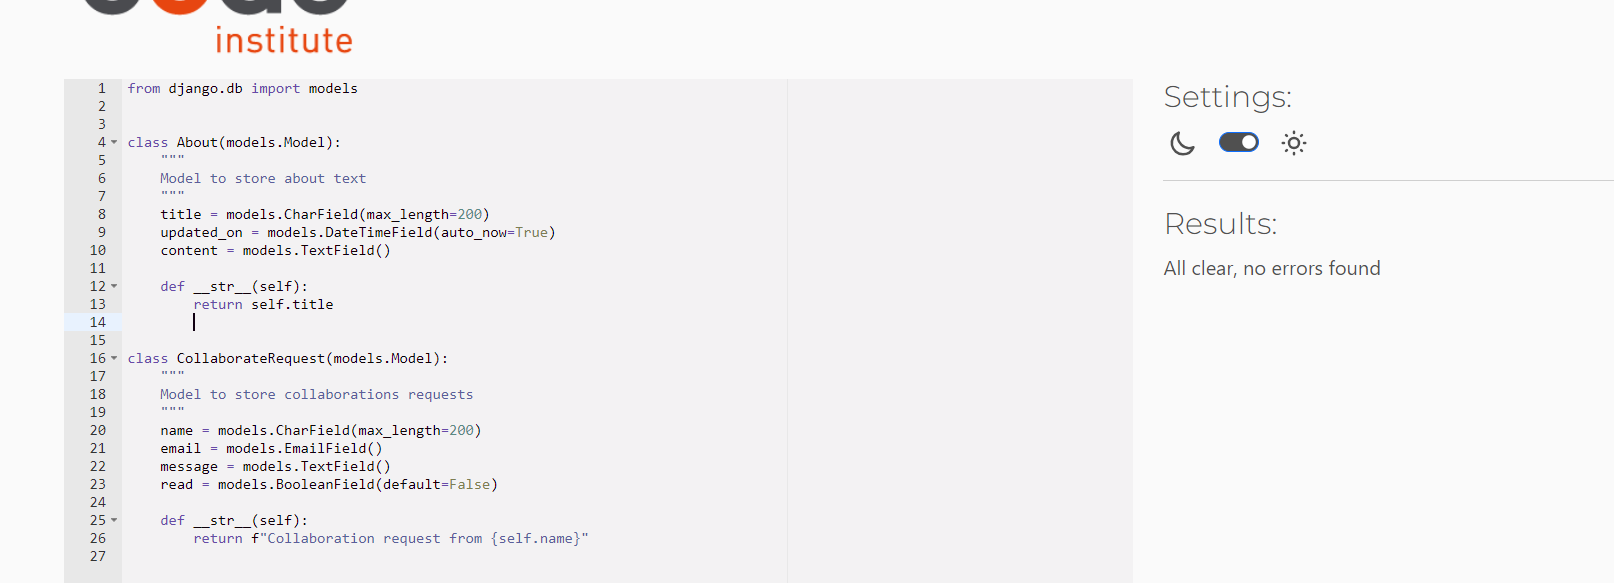 institute
1 from django.db import models
2
3
4 class About(models.Model):
5     """
6     Model to store about text
7     """
8     title = models.CharField(max_length=200)
9     updated_on = models.DateTimeField(auto_now=True)
10     content = models.TextField()
11
12     def __str__(self):
13         return self.title
14
15
16 class CollaborateRequest(models.Model):
17     """
18     Model to store collaborations requests
19     """
20     name = models.CharField(max_length=200)
21     email = models.EmailField()
22     message = models.TextField()
23     read = models.BooleanField(default=False)
24
25     def __str__(self):
26         return f"Collaboration request from {self.name}"
27
Settings:
Results:
All clear, no errors found